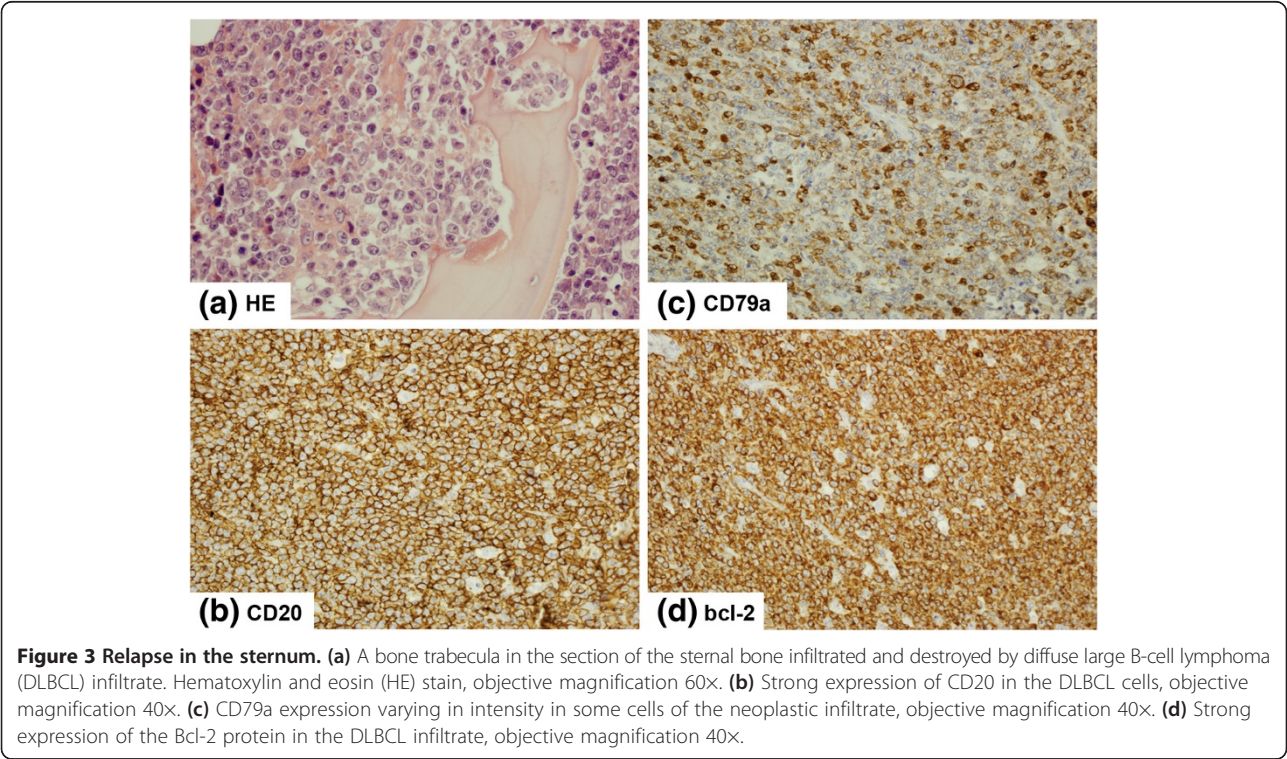 (a) HE
(c) CD79a
(b) CD20
(d) bcl-2
Figure 3 Relapse in the sternum. (a) A bone trabecula in the section of the sternal bone infiltrated and destroyed by diffuse large B-cell lymphoma
(DLBCL) infiltrate. Hematoxylin and eosin (HE) stain, objective magnification 60×. (b) Strong expression of CD20 in the DLBCL cells, objective
magnification 40×. (c) CD79a expression varying in intensity in some cells of the neoplastic infiltrate, objective magnification 40×. (d) Strong
expression of the Bcl-2 protein in the DLBCL infiltrate, objective magnification 40×.